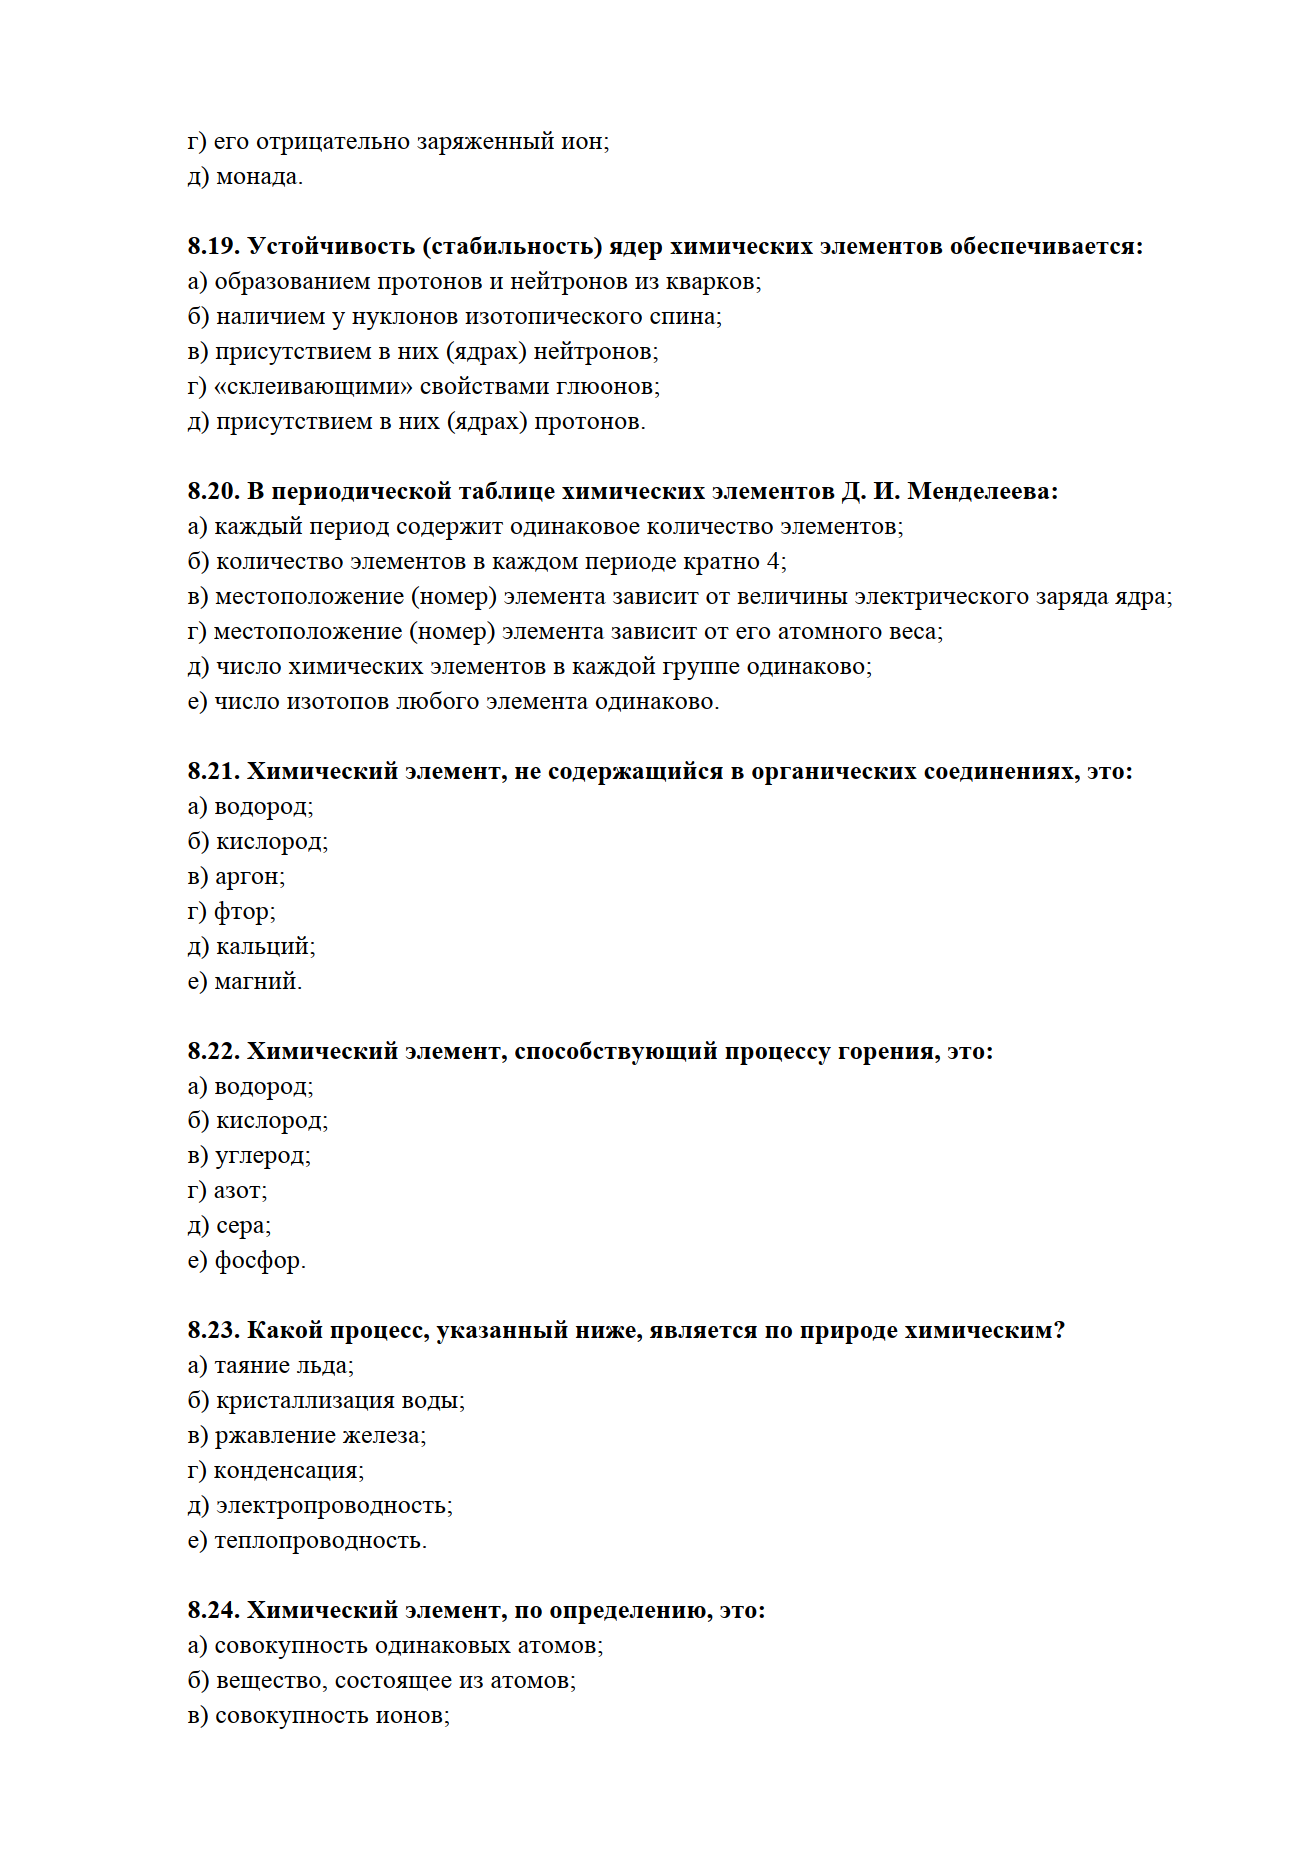 г) его отрицательно заряженный ион;
д) монада.
8.19. Устойчивость (стабильность) ядер химических элементов обеспечивается:
а) образованием протонов и нейтронов из кварков;
б) наличием у нуклонов изотопического спина;
в) присутствием в них (ядрах) нейтронов;
г) «склеивающими» свойствами глюонов;
д) присутствием в них (ядрах) протонов.
8.20. В периодической таблице химических элементов Д. И. Менделеева:
а) каждый период содержит одинаковое количество элементов;
б) количество элементов в каждом периоде кратно 4;
в) местоположение (номер) элемента зависит от величины электрического заряда ядра;
г) местоположение (номер) элемента зависит от его атомного веса;
д) число химических элементов в каждой группе одинаково;
е) число изотопов любого элемента одинаково.
8.21. Химический элемент, не содержащийся в органических соединениях, это:
а) водород;
б) кислород;
в) аргон;
г) фтор;
д) кальций;
е) магний.
8.22. Химический элемент, способствующий процессу горения, это:
а) водород;
б) кислород;
в) углерод;
г) азот;
д) сера;
е) фосфор.
8.23. Какой процесс, указанный ниже, является по природе химическим?
а) таяние льда;
б) кристаллизация воды;
в) ржавление железа;
г) конденсация;
д) электропроводность;
е) теплопроводность.
8.24. Химический элемент, по определению, это:
а) совокупность одинаковых атомов;
б) вещество, состоящее из атомов;
в) совокупность ионов;